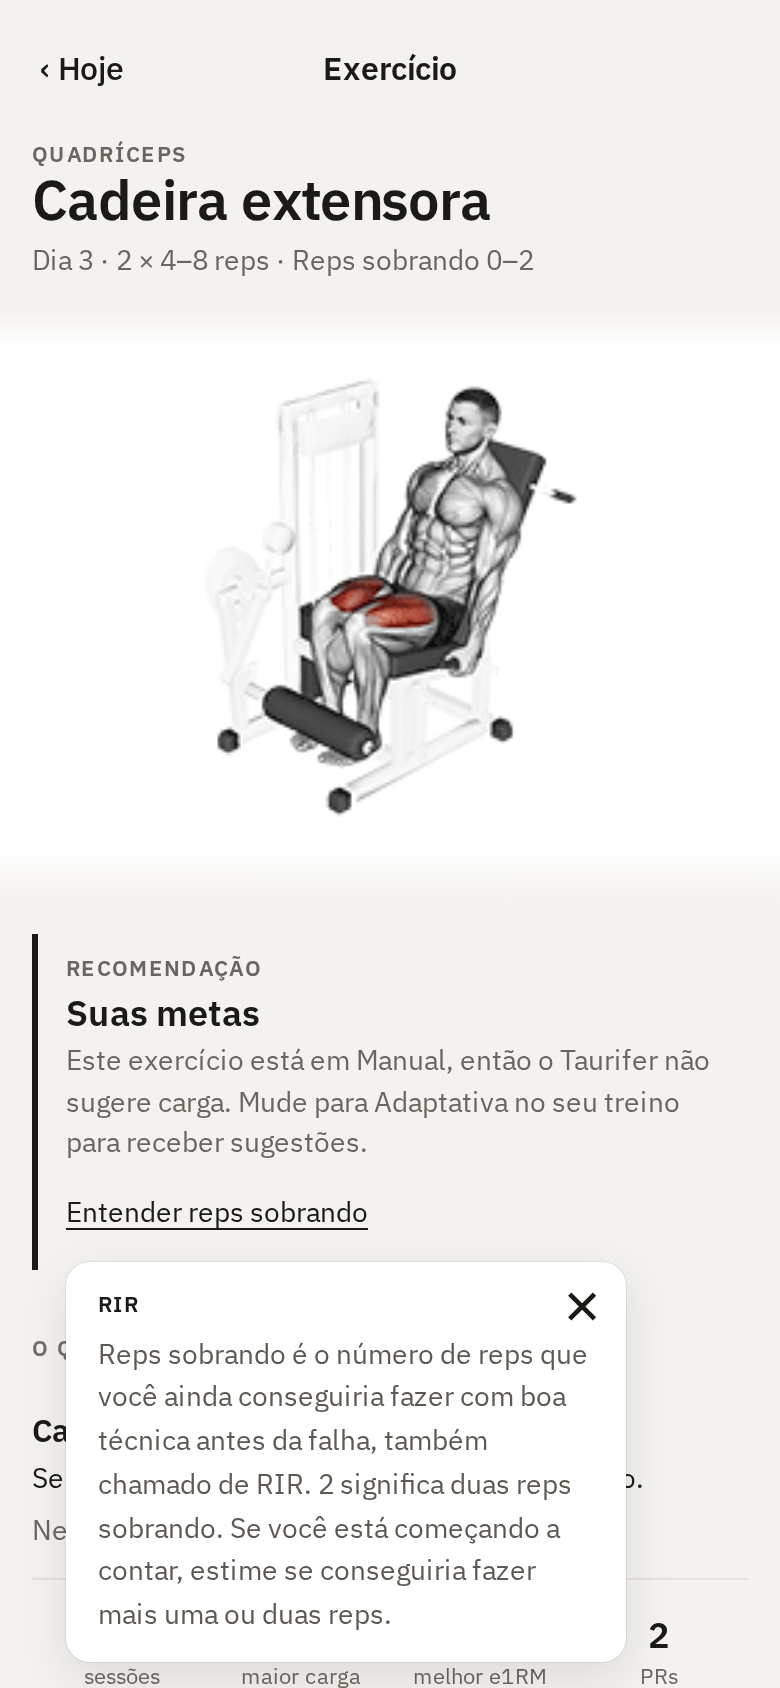 ‹ Hoje
Exercício
QUADRÍCEPS
Cadeira extensora
Dia 3 · 2 × 4–8 reps · Reps sobrando 0–2
RECOMENDAÇÃO
Suas metas
Este exercício está em Manual, então o Taurifer não
sugere carga. Mude para Adaptativa no seu treino
para receber sugestões.
Entender reps sobrando
RIR
Reps sobrando é o número de reps que
você ainda conseguiria fazer com boa
técnica antes da falha, também
chamado de RIR. 2 significa duas reps
sobrando. Se você está começando a
contar, estime se conseguiria fazer
mais uma ou duas reps.
2
sessões
maior carga
melhor e1RM
PRs